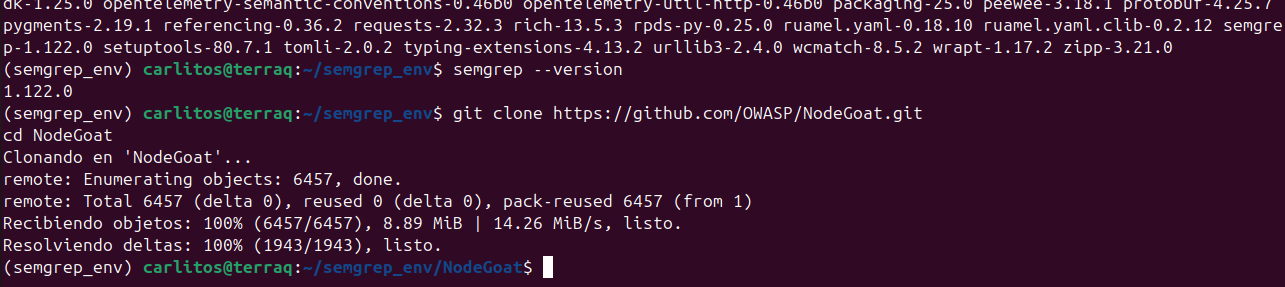 dk-1.25.0 opentelemetry-semantic-conventions-0.46b0 opentelemetry-util-http-0.46b0 packaging-25.0 peewee-3.18.1 protobuf-4.25.7
pygments-2.19.1 referencing-0.36.2 requests-2.32.3 rich-13.5.3 rpds-py-0.25.0 ruamel.yaml-0.18.10 ruamel.yaml.clib-0.2.12 semgre
p-1.122.0 setuptools-80.7.1 tomli-2.0.2 typing-extensions-4.13.2 urllib3-2.4.0 wcmatch-8.5.2 wrapt-1.17.2 zipp-3.21.0
(semgrep_env) carlitos@terraq:~/semgrep_env$ semgrep --version
1.122.0
(semgrep_env) carlitos@terraq:~/semgrep_env$ git clone https://github.com/OWASP/NodeGoat.git
cd NodeGoat
Clonando en 'NodeGoat'...
remote: Enumerating objects: 6457, done.
remote: Total 6457 (delta 0), reused 0 (delta 0), pack-reused 6457 (from 1)
Recibiendo objetos: 100% (6457/6457), 8.89 MiB | 14.26 MiB/s, listo.
Resolviendo deltas: 100% (1943/1943), listo.
(semgrep_env) carlitos@terraq:~/semgrep_env/NodeGoat$